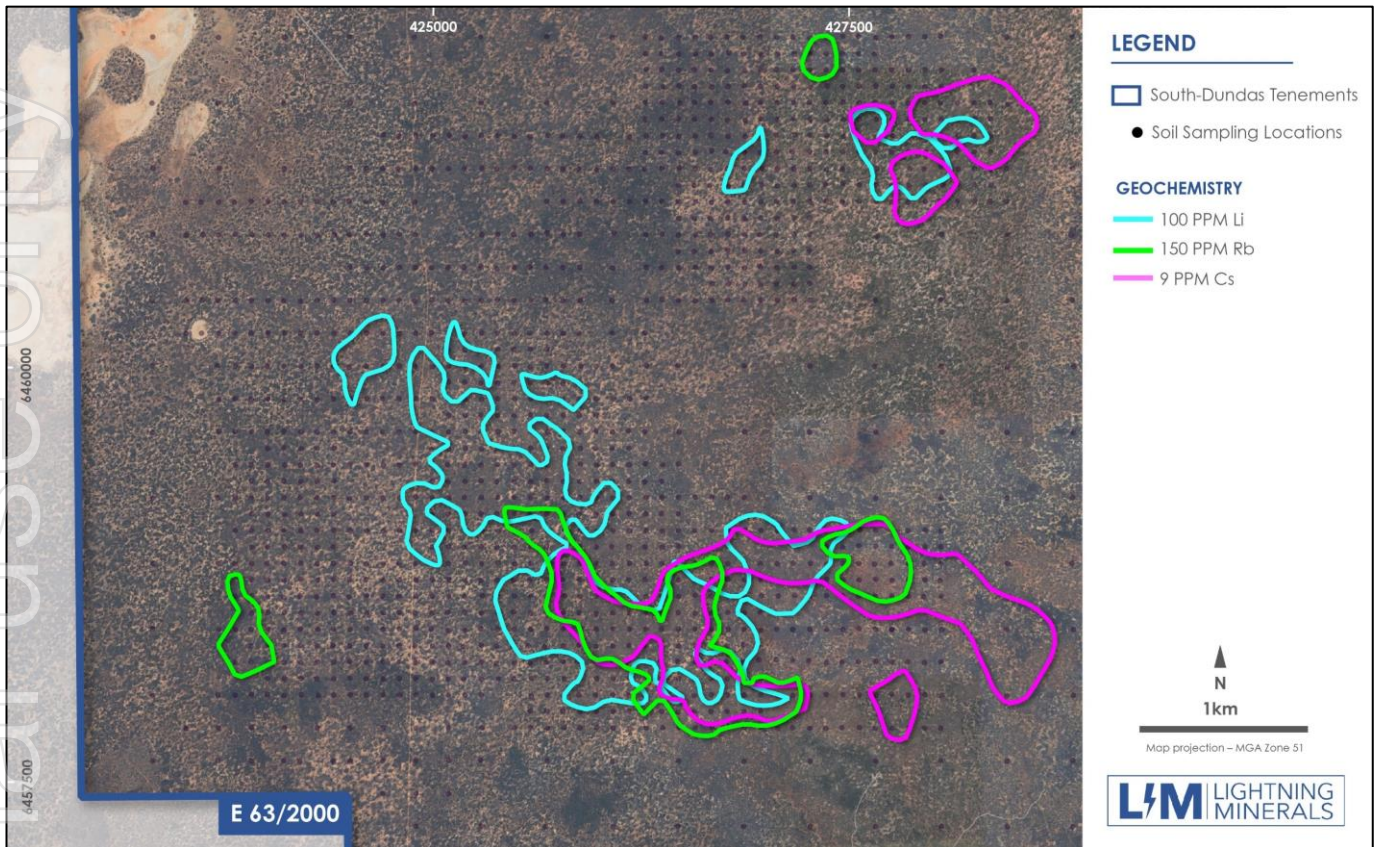 425000
427500
6460000
6457500
E 63/2000
LEGEND
South-Dundas Tenements
Soil Sampling Locations
GEOCHEMISTRY
100 PPM Li
150 PPM Rb
9 PPM Cs
N
1km
Map projection – MGA Zone 51
LM LIGHTNING
MINERALS